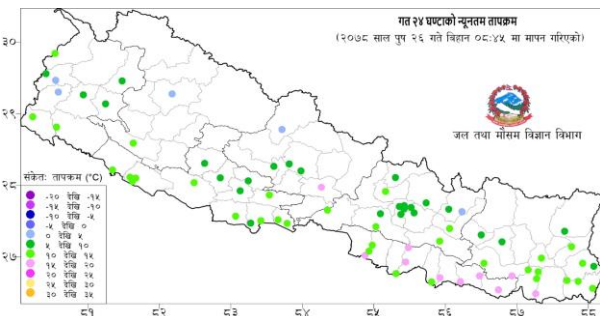 गत २४ घण्टाको न्यूनतम तापक्रम
(२०७८ साल पुष २६ गते बिहान ०८:४५ मा मापन गरिएको)
जल तथा मौसम विज्ञान विभाग
३०
२९
२८
२७
संकेतः तापक्रम (°C)
-२० देखि -१५
-१५ देखि -१०
-१० देखि -५
-५ देखि ०
० देखि ५
५ देखि १०
१० देखि १५
१५ देखि २०
२० देखि २५
२५ देखि ३०
३० देखि ३५
८१ ८२ ८३ ८४ ८५ ८६ ८७ ८८